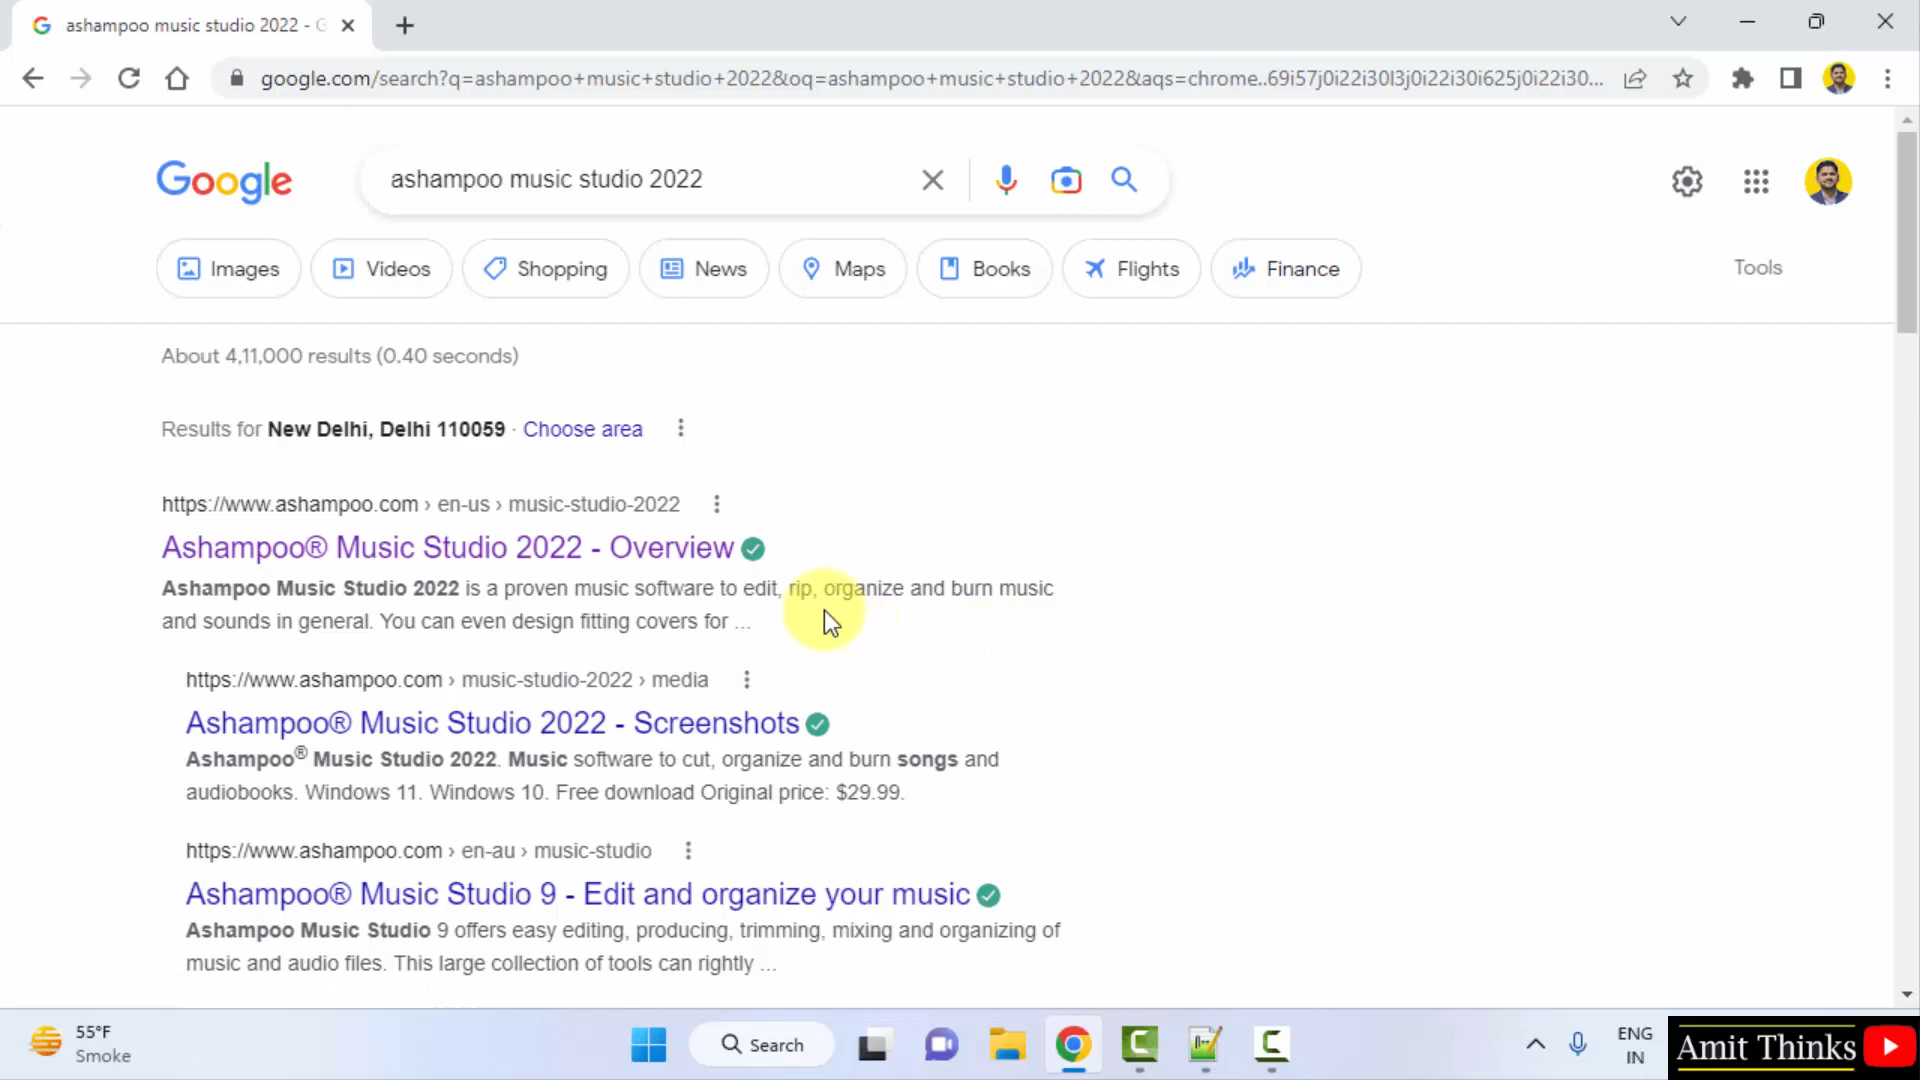 ashampoo music studio 2022 - G
google.com/search?q=ashampoo+music+studio+2022&oq=ashampoo+music+studio+2022&aqs=chrome..69i57j0i22i30l3j0i22i30i625j0i22i30...
Google
ashampoo music studio 2022
Images
Videos
Shopping
News
Maps
Books
Flights
Finance
Tools
About 4,11,000 results (0.40 seconds)
Results for New Delhi, Delhi 110059 · Choose area
https://www.ashampoo.com › en-us › music-studio-2022
Ashampoo® Music Studio 2022 - Overview
Ashampoo Music Studio 2022 is a proven music software to edit, rip, organize and burn music
and sounds in general. You can even design fitting covers for ...
https://www.ashampoo.com › music-studio-2022 › media
Ashampoo® Music Studio 2022 - Screenshots
Ashampoo® Music Studio 2022. Music software to cut, organize and burn songs and
audiobooks. Windows 11. Windows 10. Free download Original price: $29.99.
https://www.ashampoo.com › en-au › music-studio
Ashampoo® Music Studio 9 - Edit and organize your music
Ashampoo Music Studio 9 offers easy editing, producing, trimming, mixing and organizing of
music and audio files. This large collection of tools can rightly ...
55°F
Smoke
Search
ENG
IN
Amit Thinks